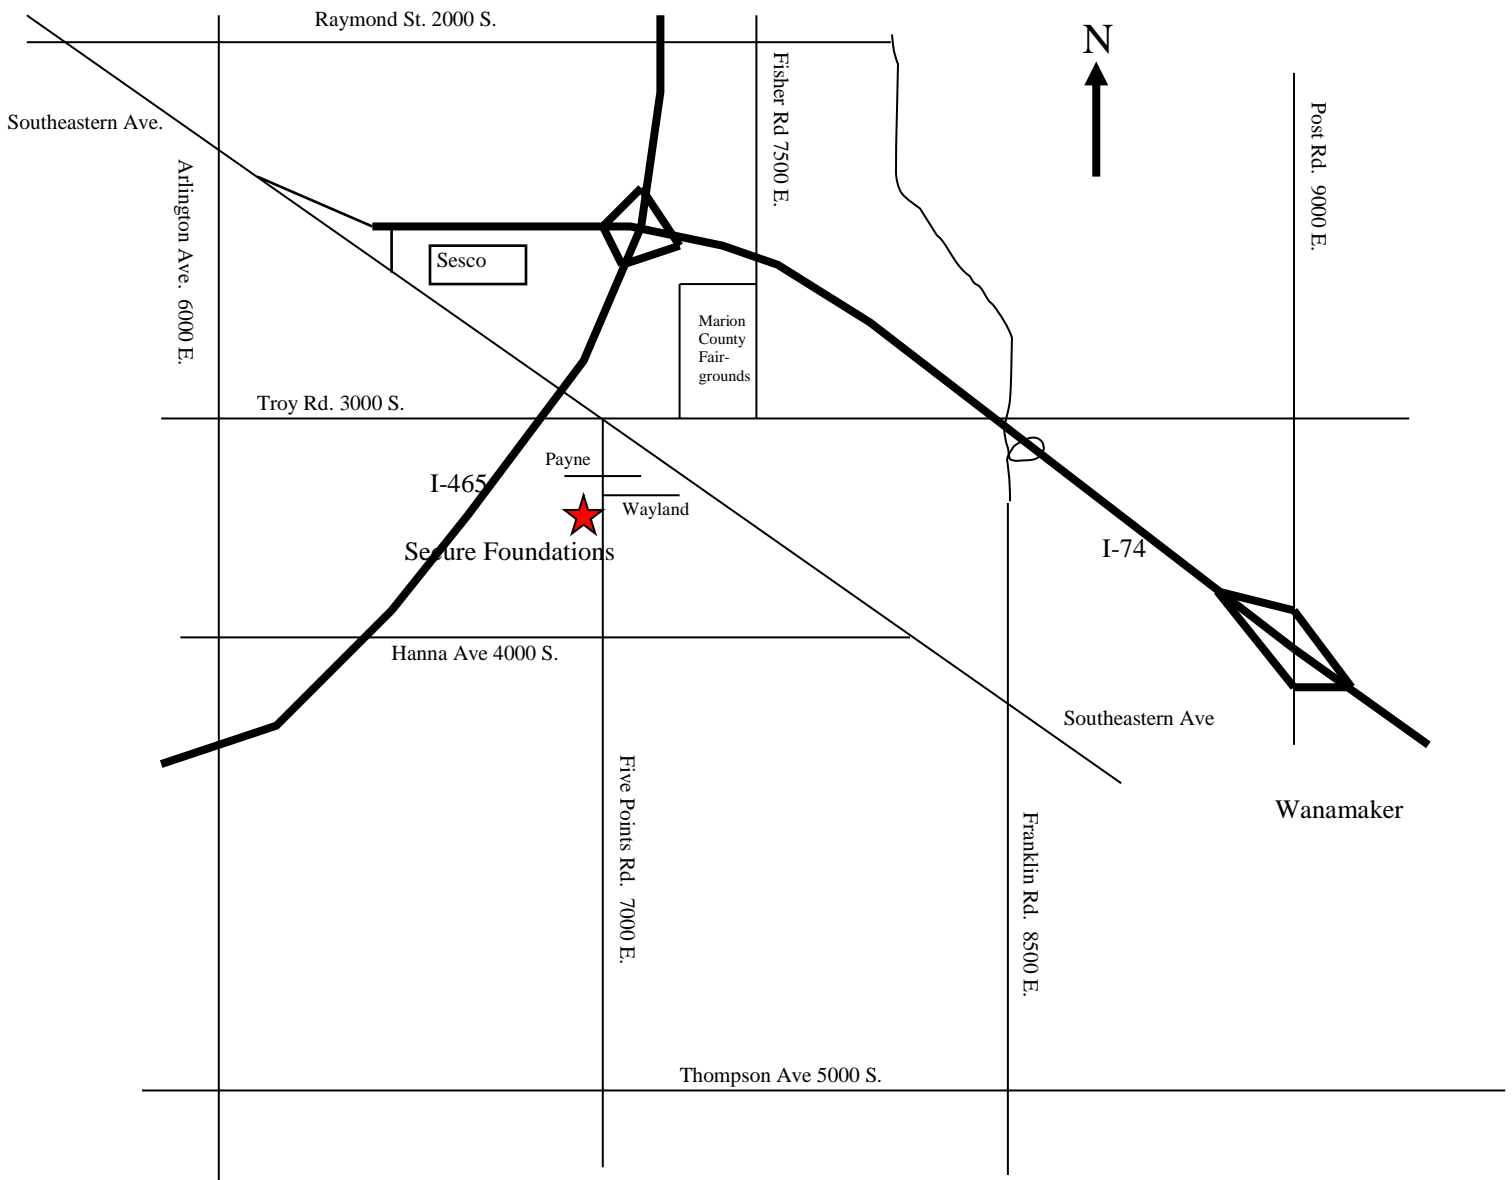 Raymond St. 2000 S.
N
Fisher Rd 7500 E.
Post Rd.  9000 E.
Southeastern Ave.
Arlington Ave.  6000 E.
Sesco
Marion
County
Fair-
grounds
Troy Rd. 3000 S.
Payne
I-465
Wayland
Secure Foundations
I-74
Hanna Ave 4000 S.
Southeastern Ave
Five Points Rd.  7000 E.
Wanamaker
Franklin Rd.  8500 E.
Thompson Ave 5000 S.